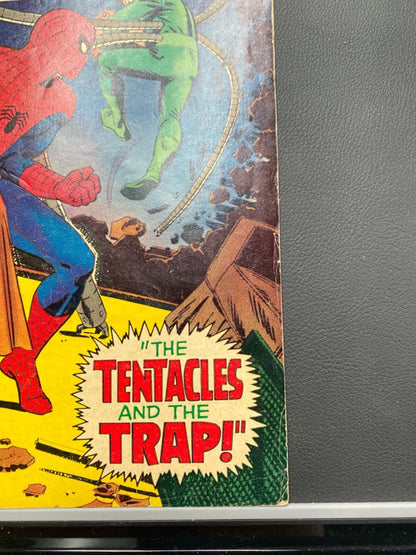 "THE
TENTACLES
AND THE
TRAP!"